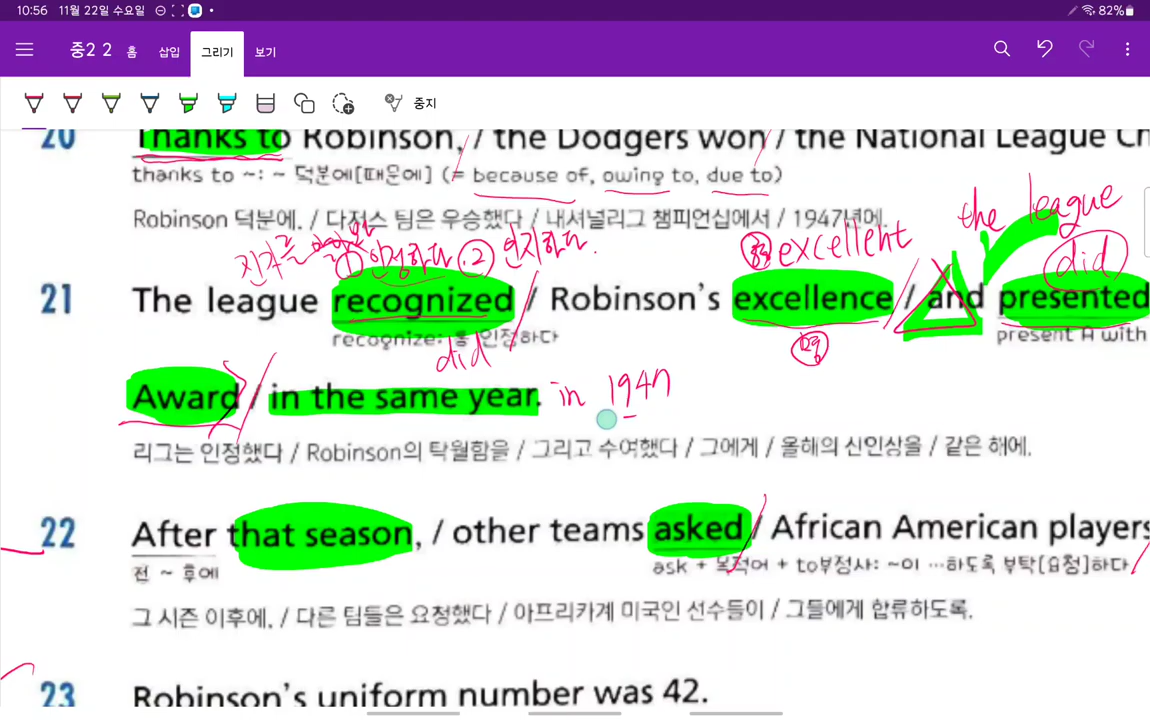 10:56 11월 22일 수요일 82%
중2 2 홈 삽입 그리기 보기
중지
20 Thanks to Robinson, / the Dodgers won / the National League Ch
thanks to ~: ~ 덕분에[때문에] (= because of, owing to, due to)
Robinson 덕분에, / 다저스 팀은 우승했다 / 내셔널리그 챔피언십에서 / 1947년에.
the league
① 인정하다. ② 인지하다.
형 excellent
did
21 The league recognized / Robinson's excellence / and presented
recognize: 동 인정하다
did
명
present A with
Award / in the same year. in 1947
리그는 인정했다 / Robinson의 탁월함을 / 그리고 수여했다 / 그에게 / 올해의 신인상을 / 같은 해에.
22 After that season, / other teams asked / African American players
전 ~ 후에
ask + 목적어 + to부정사: ~이 …하도록 부탁[요청]하다
그 시즌 이후에, / 다른 팀들은 요청했다 / 아프리카계 미국인 선수들이 / 그들에게 합류하도록.
23 Robinson's uniform number was 42.